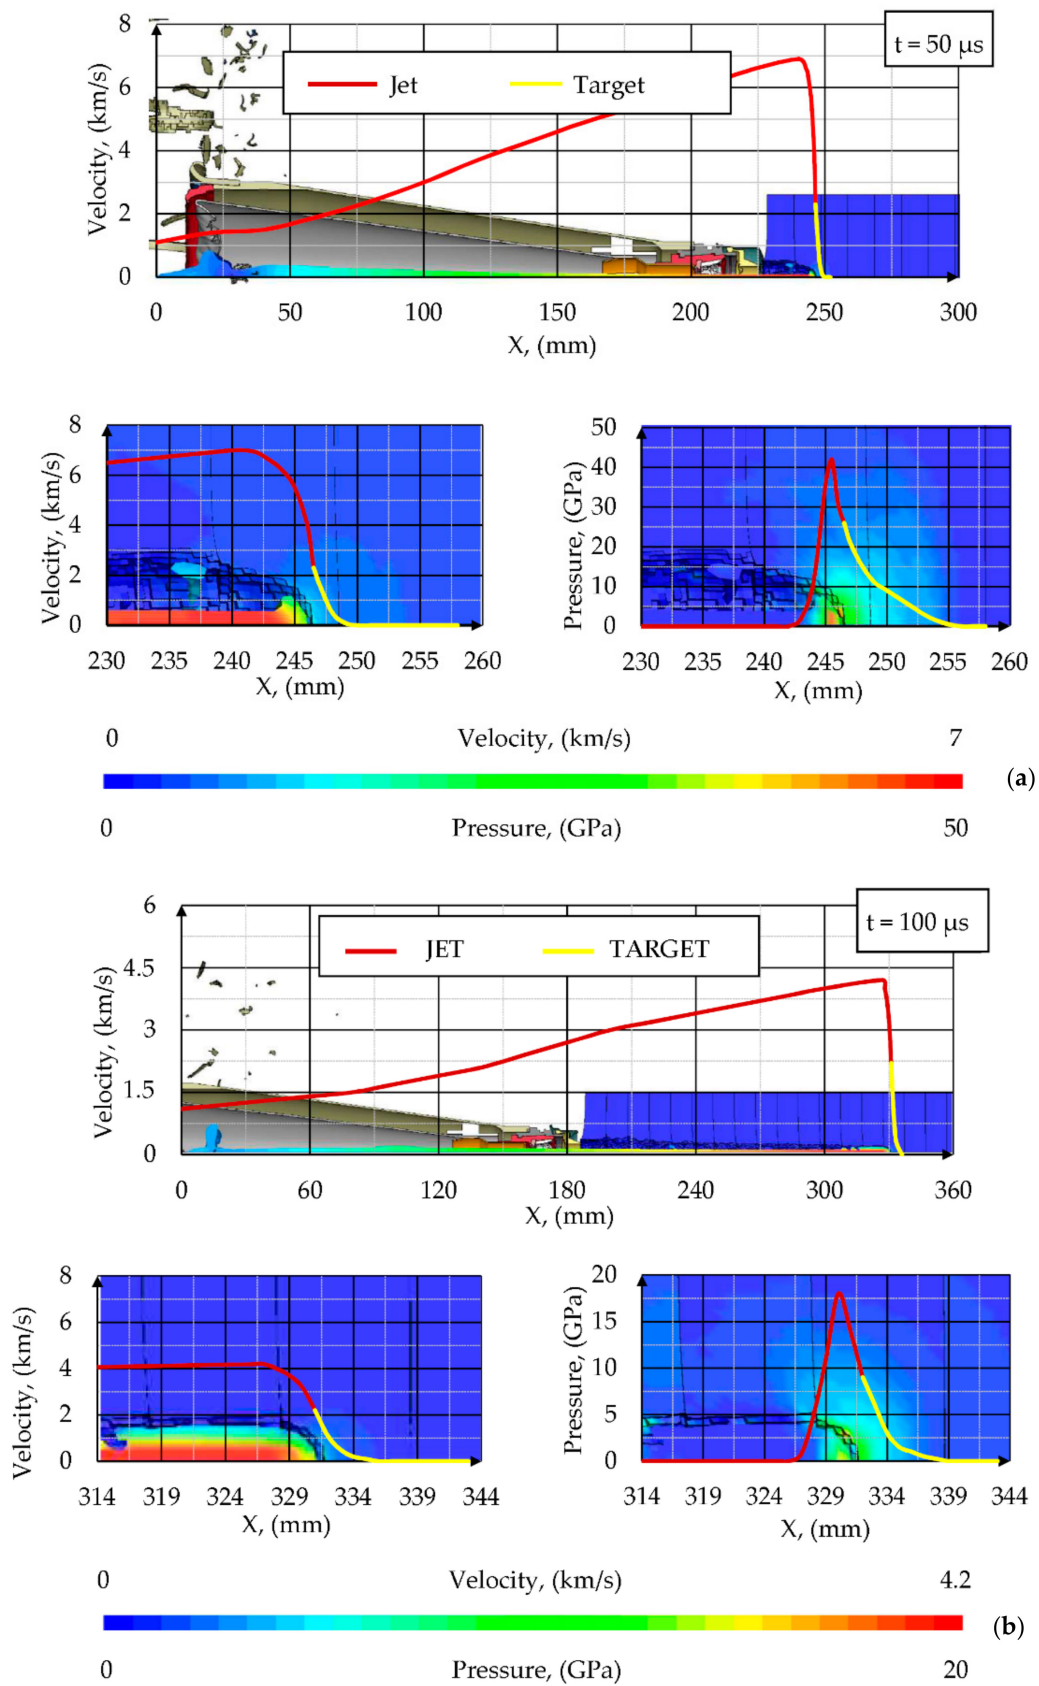 t = 50 µs
Jet
Target
Velocity, (km/s)
8
6
4
2
0
0 50 100 150 200 250 300
X, (mm)
Velocity, (km/s)
8
6
4
2
0
230 235 240 245 250 255 260
X, (mm)
Pressure, (GPa)
50
40
30
20
10
0
230 235 240 245 250 255 260
X, (mm)
0 Velocity, (km/s) 7
(a)
0 Pressure, (GPa) 50
t = 100 µs
JET
TARGET
Velocity, (km/s)
6
4.5
3
1.5
0
0 60 120 180 240 300 360
X, (mm)
Velocity, (km/s)
8
6
4
2
0
314 319 324 329 334 339 344
X, (mm)
Pressure, (GPa)
20
15
10
5
0
314 319 324 329 334 339 344
X, (mm)
0 Velocity, (km/s) 4.2
(b)
0 Pressure, (GPa) 20